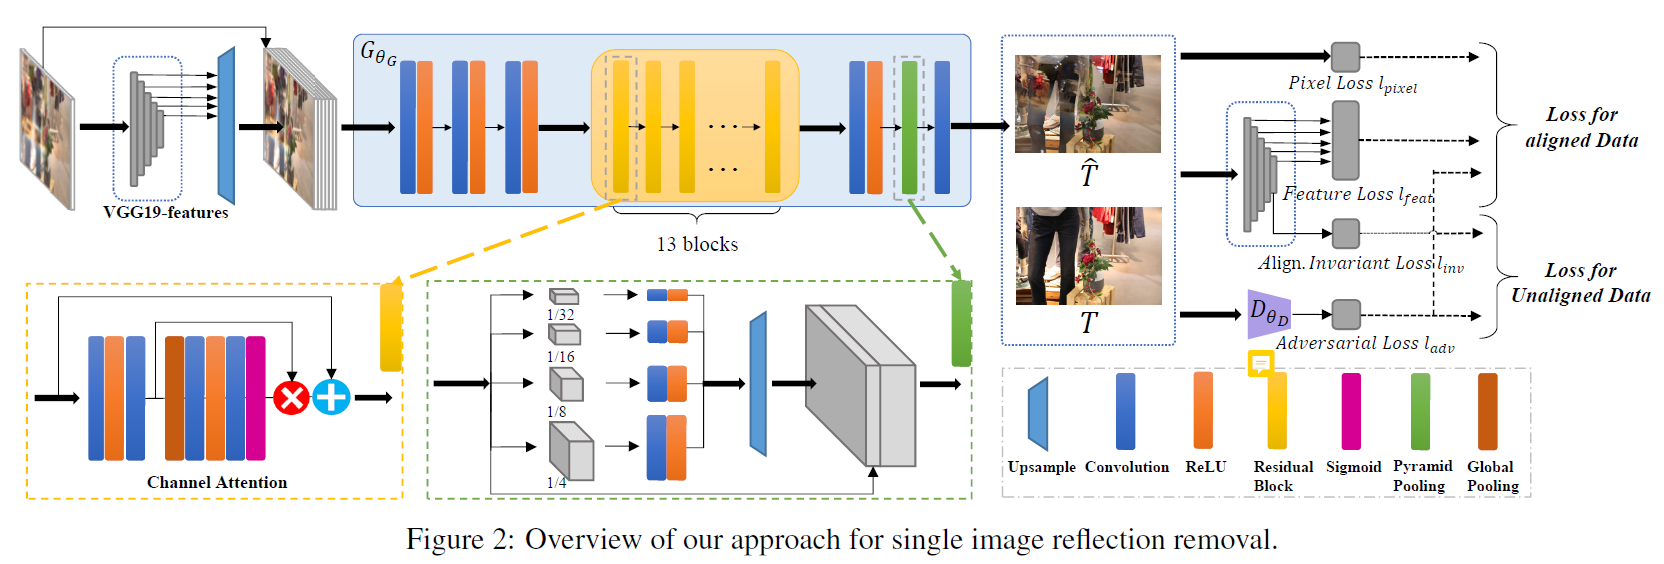 VGG19-features
G_{θ_G}
13 blocks
T̂
T
Pixel Loss l_{pixel}
Feature Loss l_{feat}
Align. Invariant Loss l_{inv}
D_{θ_D}
Adversarial Loss l_{adv}
Loss for
aligned Data
Loss for
Unaligned Data
Channel Attention
1/32
1/16
1/8
1/4
Upsample
Convolution
ReLU
Residual
Block
Sigmoid
Pyramid
Pooling
Global
Pooling
Figure 2: Overview of our approach for single image reflection removal.